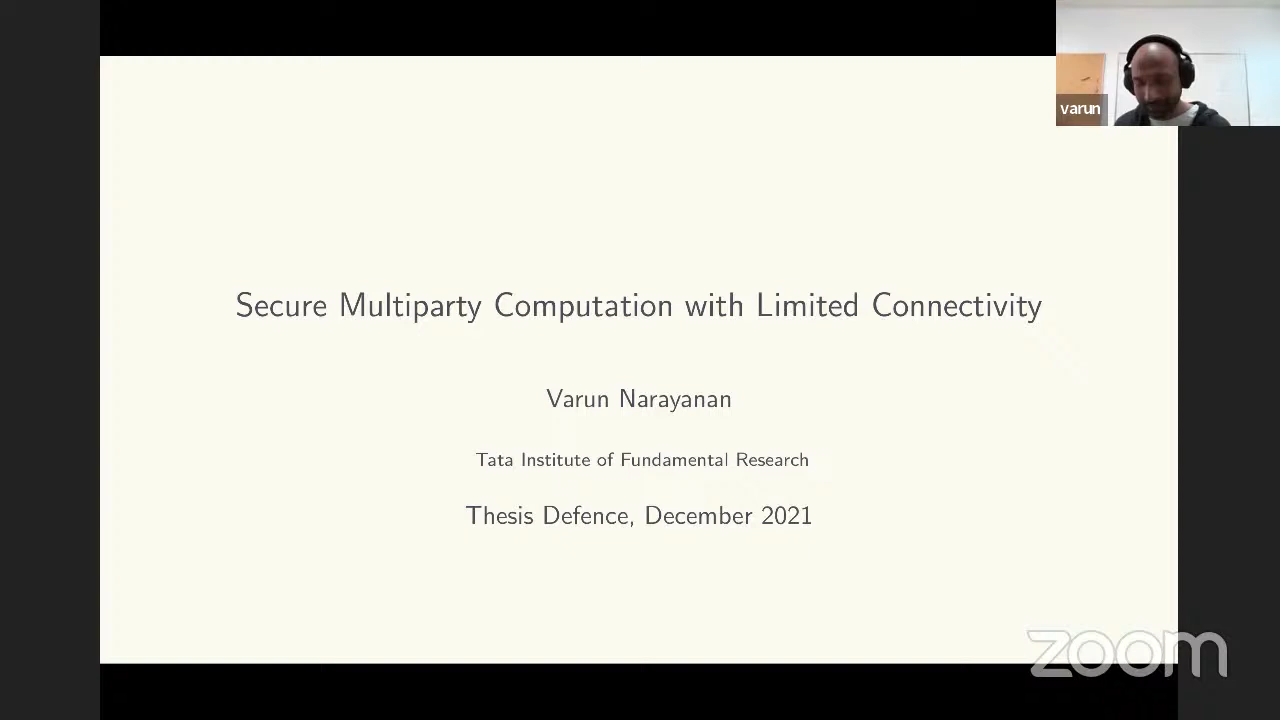 varun
Secure Multiparty Computation with Limited Connectivity
Varun Narayanan
Tata Institute of Fundamental Research
Thesis Defence, December 2021
zoom